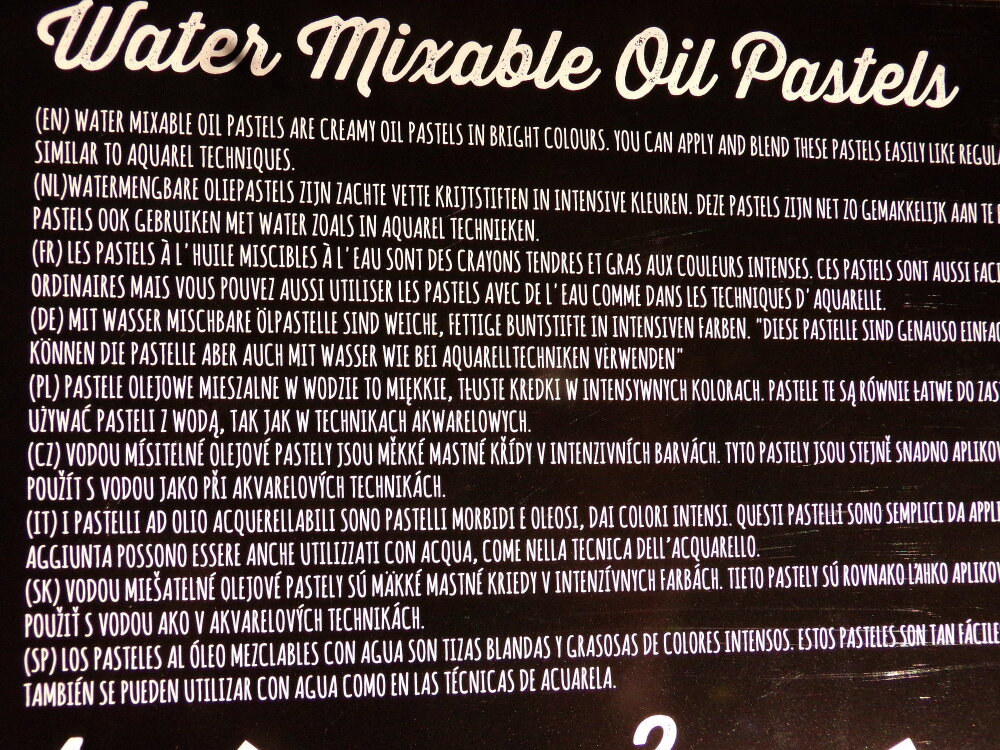 Water Mixable Oil Pastels
(EN) WATER MIXABLE OIL PASTELS ARE CREAMY OIL PASTELS IN BRIGHT COLOURS. YOU CAN APPLY AND BLEND THESE PASTELS EASILY LIKE
SIMILAR TO AQUAREL TECHNIQUES.
(NL)WATERMENGBARE OLIEPASTELS ZIJN ZACHTE VETTE KRIJTSTIFTEN IN INTENSIVE KLEUREN. DEZE PASTELS ZIJN NET ZO GEMAKKELIJK AAN TE
PASTELS OOK GEBRUIKEN MET WATER ZOALS IN AQUAREL TECHNIEKEN.
(FR) LES PASTELS À L'HUILE MISCIBLES À L'EAU SONT DES CRAYONS TENDRES ET GRAS AUX COULEURS INTENSES. CES PASTELS SONT AUSSI
ORDINAIRES MAIS VOUS POUVEZ AUSSI UTILISER LES PASTELS AVEC DE L'EAU COMME DANS LES TECHNIQUES D'AQUARELLE.
(DE) MIT WASSER MISCHBARE ÖLPASTELLE SIND WEICHE, FETTIGE BUNTSTIFTE IN INTENSIVEN FARBEN. "DIESE PASTELLE SIND GENAUSO
KÖNNEN DIE PASTELLE ABER AUCH MIT WASSER WIE BEI AQUARELLTECHNIKEN VERWENDEN"
(PL) PASTELE OLEJOWE MIESZALNE W WODZIE TO MIĘKKIE, TŁUSTE KREDKI W INTENSYWNYCH KOLORACH. PASTELE TE SĄ RÓWNIE ŁATWE DO
UŻYWAĆ PASTELI Z WODĄ, TAK JAK W TECHNIKACH AKWARELOWYCH.
(CZ) VODOU MÍSITELNÉ OLEJOVÉ PASTELY JSOU MĚKKÉ MASTNÉ KŘÍDY V INTENZIVNÍCH BARVÁCH. TYTO PASTELY JSOU STEJNĚ SNADNO
POUŽÍT S VODOU JAKO PŘI AKVARELOVÝCH TECHNIKÁCH.
(IT) I PASTELLI AD OLIO ACQUERELLABILI SONO PASTELLI MORBIDI E OLEOSI, DAI COLORI INTENSI. QUESTI PASTELLI SONO SEMPLICI DA
AGGIUNTA POSSONO ESSERE ANCHE UTILIZZATI CON ACQUA, COME NELLA TECNICA DELL'ACQUARELLO.
(SK) VODOU MIEŠATEĽNÉ OLEJOVÉ PASTELY SÚ MÄKKÉ MASTNÉ KRIEDY V INTENZÍVNYCH FARBÁCH. TIETO PASTELY SÚ ROVNAKO ĽAHKO
POUŽIŤ S VODOU AKO V AKVARELOVÝCH TECHNIKÁCH.
(SP) LOS PASTELES AL ÓLEO MEZCLABLES CON AGUA SON TIZAS BLANDAS Y GRASOSAS DE COLORES INTENSOS. ESTOS PASTELES SON TAN
TAMBIÉN SE PUEDEN UTILIZAR CON AGUA COMO EN LAS TÉCNICAS DE ACUARELA.